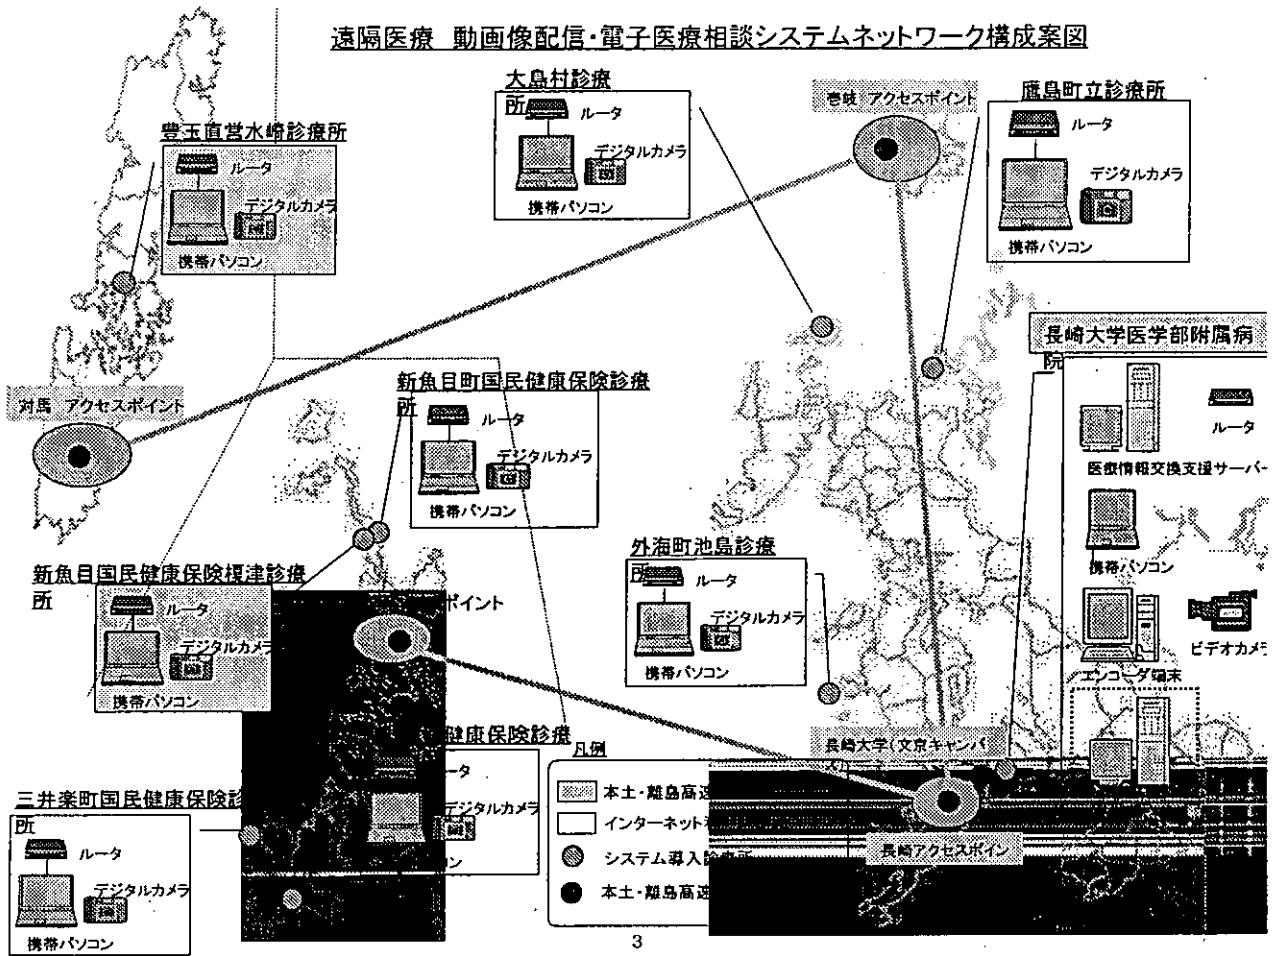 遠隔医療 動画像配信・電子医療相談システムネットワーク構成案図
大島村診療
所
ルータ
デジタルカメラ
携帯パソコン
壱岐 アクセスポイント
鷹島町立診療所
ルータ
デジタルカメラ
携帯パソコン
豊玉直営水崎診療所
ルータ
デジタルカメラ
携帯パソコン
対馬 アクセスポイント
新魚目町国民健康保険診療
所
ルータ
デジタルカメラ
携帯パソコン
長崎大学医学部附属病
院
ルータ
医療情報交換支援サーバー
携帯パソコン
ビデオカメラ
エンコーダ端末
新魚目国民健康保険榎津診療
所
ルータ
デジタルカメラ
携帯パソコン
ポイント
外海町池島診療
所
ルータ
デジタルカメラ
携帯パソコン
健康保険診療
ータ
デジタルカメラ
コン
長崎大学(文京キャンパ
長崎アクセスポイン
三井楽町国民健康保険診
所
ルータ
デジタルカメラ
携帯パソコン
凡例
本土・離島高速
インターネット
システム導入診療所
本土・離島高速
3